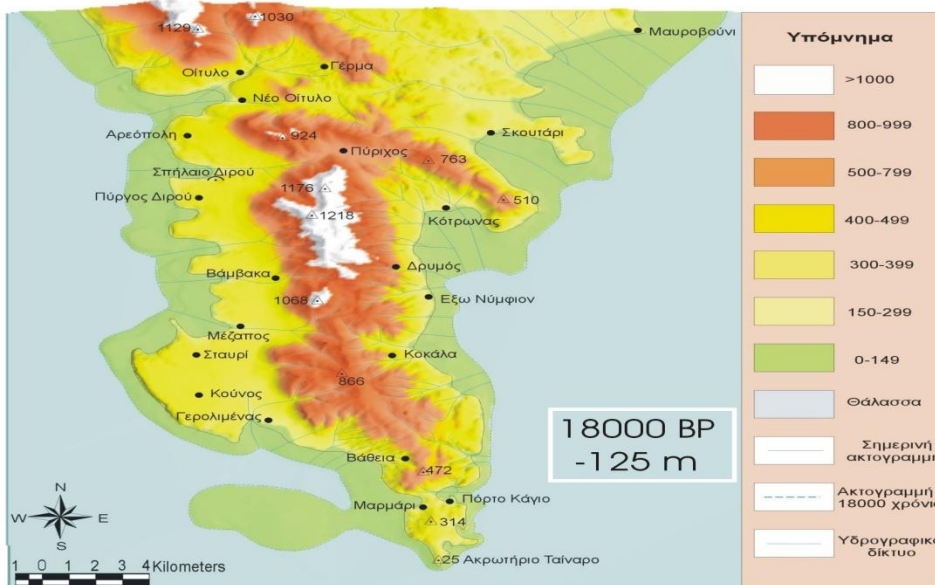 1129
1030
Μαυροβούνι
Οίτυλο
Γέρμα
Νέο Οίτυλο
Αρεόπολη
924
Σκουτάρι
Πύριχος
763
Σπήλαιο Διρού
1176
Πύργος Διρού
510
1218
Κότρωνας
Δρυμός
Βάμβακα
1068
Εξω Νύμφιον
Μέζαπος
Σταυρί
Κοκάλα
866
Κούνος
Γερολιμένας
18000 BP
-125 m
Βάθεια
472
Πόρτο Κάγιο
Μαρμάρι
314
25 Ακρωτήριο Ταίναρο
N
W
E
S
1 0 1 2 3 4 Kilometers
Υπόμνημα
>1000
800-999
500-799
400-499
300-399
150-299
0-149
Θάλασσα
Σημερινή
ακτογραμμή
Ακτογραμμή
18000 χρόνια
Υδρογραφικό
δίκτυο